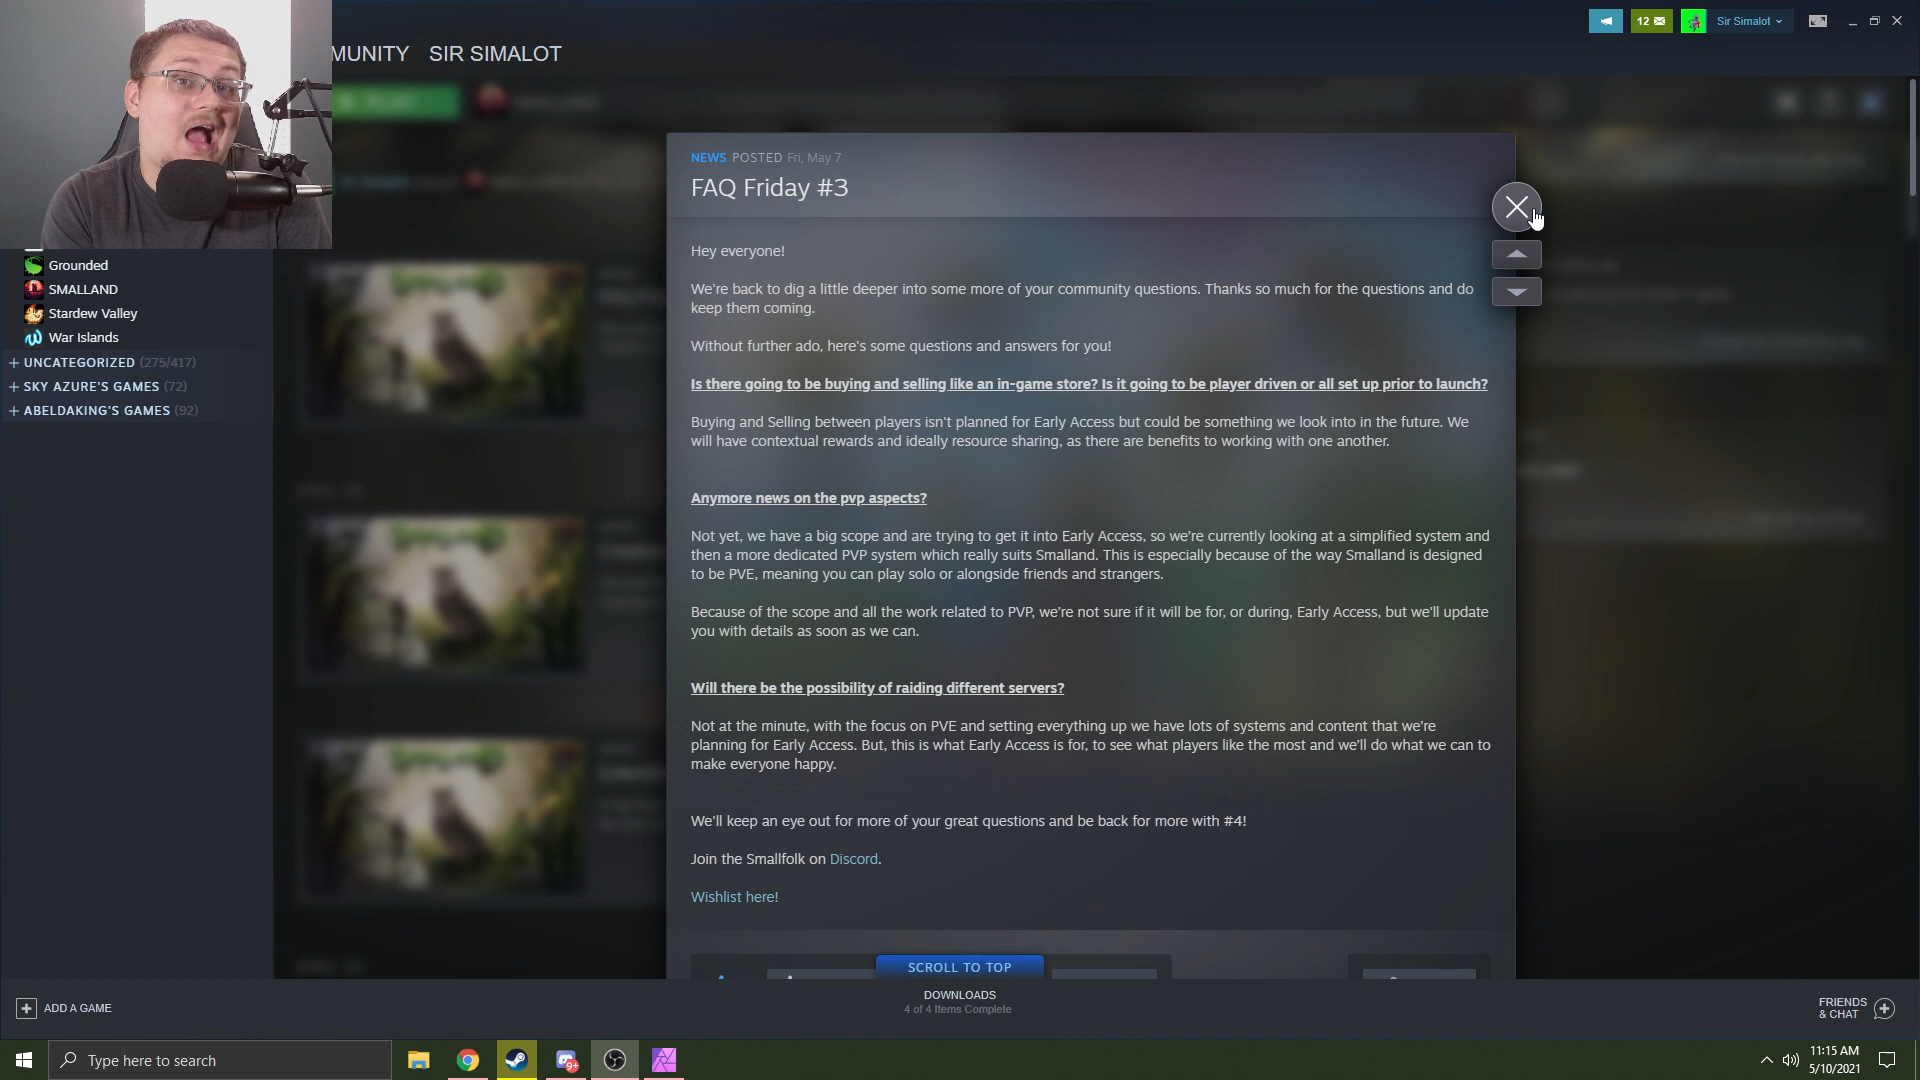 12
Sir Simalot
MUNITY SIR SIMALOT
NEWS POSTED Fri, May 7
FAQ Friday #3
Hey everyone!
We're back to dig a little deeper into some more of your community questions. Thanks so much for the questions and do
keep them coming.
Without further ado, here's some questions and answers for you!
Is there going to be buying and selling like an in-game store? Is it going to be player driven or all set up prior to launch?
Buying and Selling between players isn't planned for Early Access but could be something we look into in the future. We
will have contextual rewards and ideally resource sharing, as there are benefits to working with one another.
Anymore news on the pvp aspects?
Not yet, we have a big scope and are trying to get it into Early Access, so we're currently looking at a simplified system and
then a more dedicated PVP system which really suits Smalland. This is especially because of the way Smalland is designed
to be PVE, meaning you can play solo or alongside friends and strangers.
Because of the scope and all the work related to PVP, we're not sure if it will be for, or during, Early Access, but we'll update
you with details as soon as we can.
Will there be the possibility of raiding different servers?
Not at the minute, with the focus on PVE and setting everything up we have lots of systems and content that we're
planning for Early Access. But, this is what Early Access is for, to see what players like the most and we'll do what we can to
make everyone happy.
We'll keep an eye out for more of your great questions and be back for more with #4!
Join the Smallfolk on Discord.
Wishlist here!
SCROLL TO TOP
Grounded
SMALLAND
Stardew Valley
War Islands
+ UNCATEGORIZED (275/417)
+ SKY AZURE'S GAMES (72)
+ ABELDAKING'S GAMES (92)
ADD A GAME
DOWNLOADS
4 of 4 Items Complete
FRIENDS
& CHAT
Type here to search
9+
11:15 AM
5/10/2021